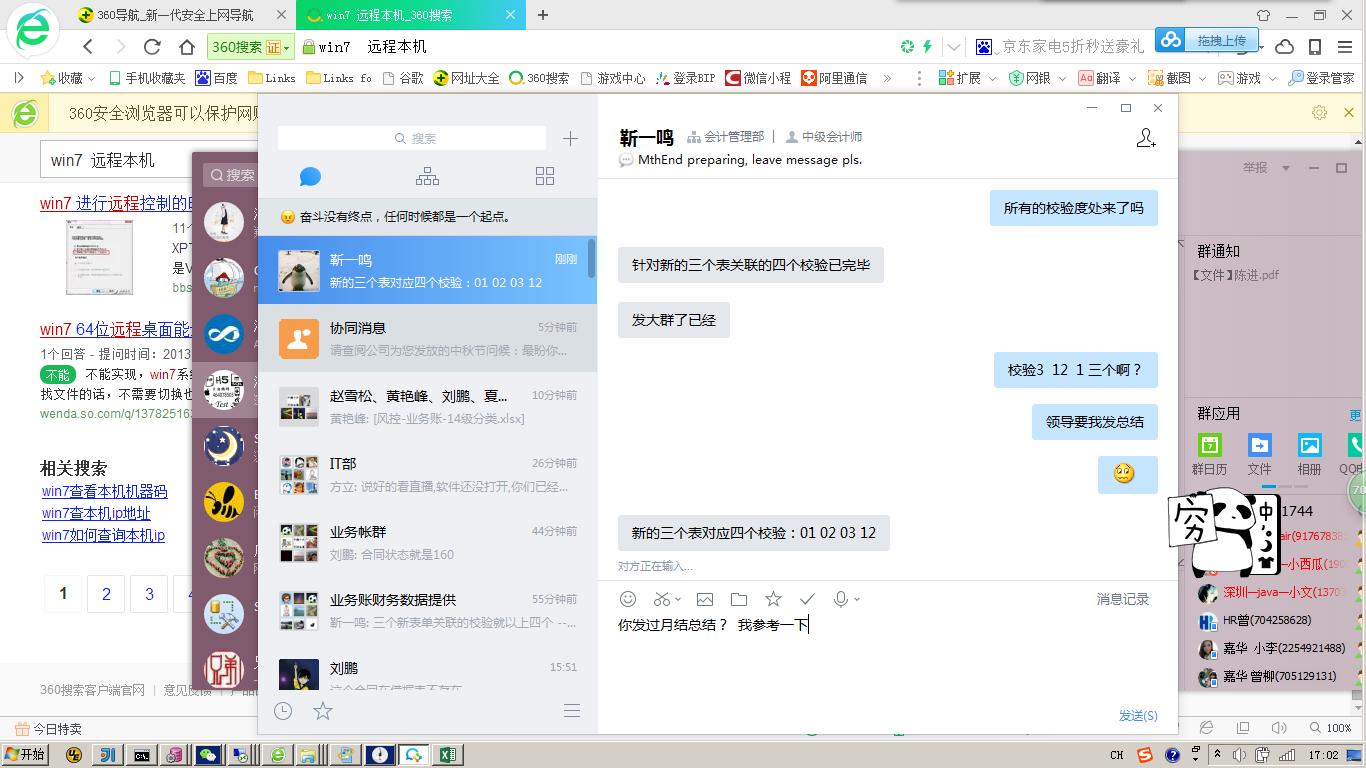 360导航_新一代安全上网导航
win7 远程本机_360搜索
360搜索 证
win7 远程本机
京东家电5折秒送豪礼
拖拽上传
收藏
手机收藏夹
百度
Links
Links fo
谷歌
网址大全
360搜索
游戏中心
登录BIP
微信小程
阿里通信
»
扩展
网银
翻译
截图
游戏
登录管家
360安全浏览器可以保护网购
win7 远程本机
win7 进行远程控制的
XPT
是V
bbs
win7 64位远程桌面能
1个回答 - 提问时间: 2013
不能 不能实现，win7系
找文件的话，不需要切换也
wenda.so.com/q/13782516
相关搜索
win7查看本机机器码
win7查本机ip地址
win7如何查询本机ip
1
2
3
360搜索客户端官网
意见反馈
今日特卖
搜索
搜索
奋斗没有终点，任何时候都是一个起点。
靳一鸣
刚刚
新的三个表对应四个校验：01 02 03 12
协同消息
5分钟前
请查阅公司为您发放的中秋节问候：最盼你...
赵雪松、黄艳峰、刘鹏、夏...
10分钟前
黄艳峰: [风控-业务账-14级分类.xlsx]
IT部
26分钟前
方立: 说好的看直播,软件还没打开,你们已经...
业务帐群
44分钟前
刘鹏: 合同状态就是160
业务账财务数据提供
55分钟前
靳一鸣: 三个新表单关联的校验就以上四个 --...
刘鹏
15:51
靳一鸣
会计管理部
中级会计师
MthEnd preparing, leave message pls.
所有的校验度处来了吗
针对新的三个表关联的四个校验已完毕
发大群了已经
校验3 12 1 三个啊？
领导要我发总结
新的三个表对应四个校验：01 02 03 12
对方正在输入...
消息记录
你发过月结总结？ 我参考一下
发送(S)
举报
群通知
【文件】陈进.pdf
群应用
更
群日历
文件
相册
穷
中
1744
air(91767838
一小西瓜(190
深圳一java一小文(1370
HR曾(704258628)
嘉华 小李(2254921488)
嘉华 曾柳(705129131)
100%
开始
CH
17:02